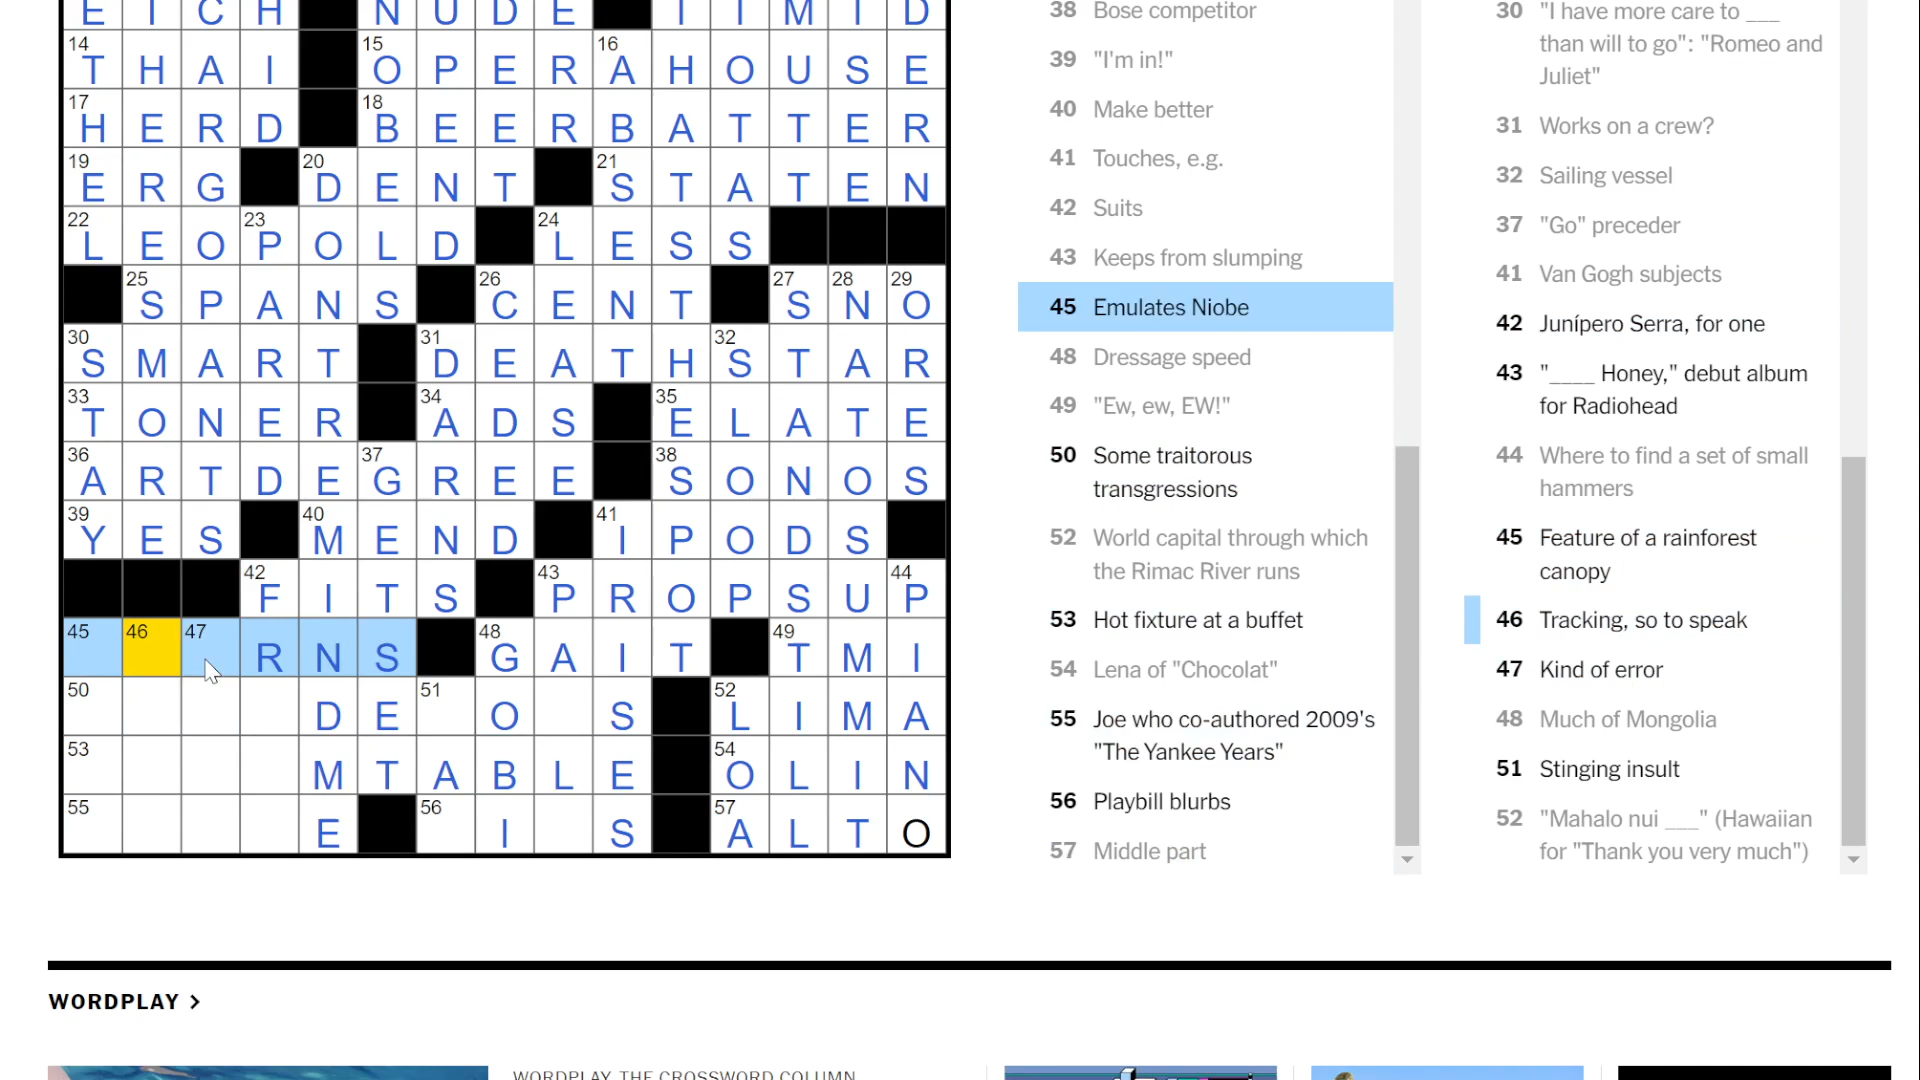 E T C H N U D E T I M I D
14 15 16
T H A I O P E R A H O U S E
17 18
H E R D B E E R B A T T E R
19 20 21
E R G D E N T S T A T E N
22 23 24
L E O P O L D L E S S
25 26 27 28 29
S P A N S C E N T S N O
30 31 32
S M A R T D E A T H S T A R
33 34 35
T O N E R A D S E L A T E
36 37 38
A R T D E G R E E S O N O S
39 40 41
Y E S M E N D I P O D S
42 43 44
F I T S P R O P S U P
45 46 47 48 49
R N S G A I T T M I
50 51 52
D E O S L I M A
53 54
M T A B L E O L I N
55 56 57
E I S A L T O
38 Bose competitor
39 "I'm in!"
40 Make better
41 Touches, e.g.
42 Suits
43 Keeps from slumping
45 Emulates Niobe
48 Dressage speed
49 "Ew, ew, EW!"
50 Some traitorous
transgressions
52 World capital through which
the Rimac River runs
53 Hot fixture at a buffet
54 Lena of "Chocolat"
55 Joe who co-authored 2009's
"The Yankee Years"
56 Playbill blurbs
57 Middle part
30 "I have more care to ___
than will to go": "Romeo and
Juliet"
31 Works on a crew?
32 Sailing vessel
37 "Go" preceder
41 Van Gogh subjects
42 Junípero Serra, for one
43 "____ Honey," debut album
for Radiohead
44 Where to find a set of small
hammers
45 Feature of a rainforest
canopy
46 Tracking, so to speak
47 Kind of error
48 Much of Mongolia
51 Stinging insult
52 "Mahalo nui ___" (Hawaiian
for "Thank you very much")
WORDPLAY >
WORDPLAY, THE CROSSWORD COLUMN